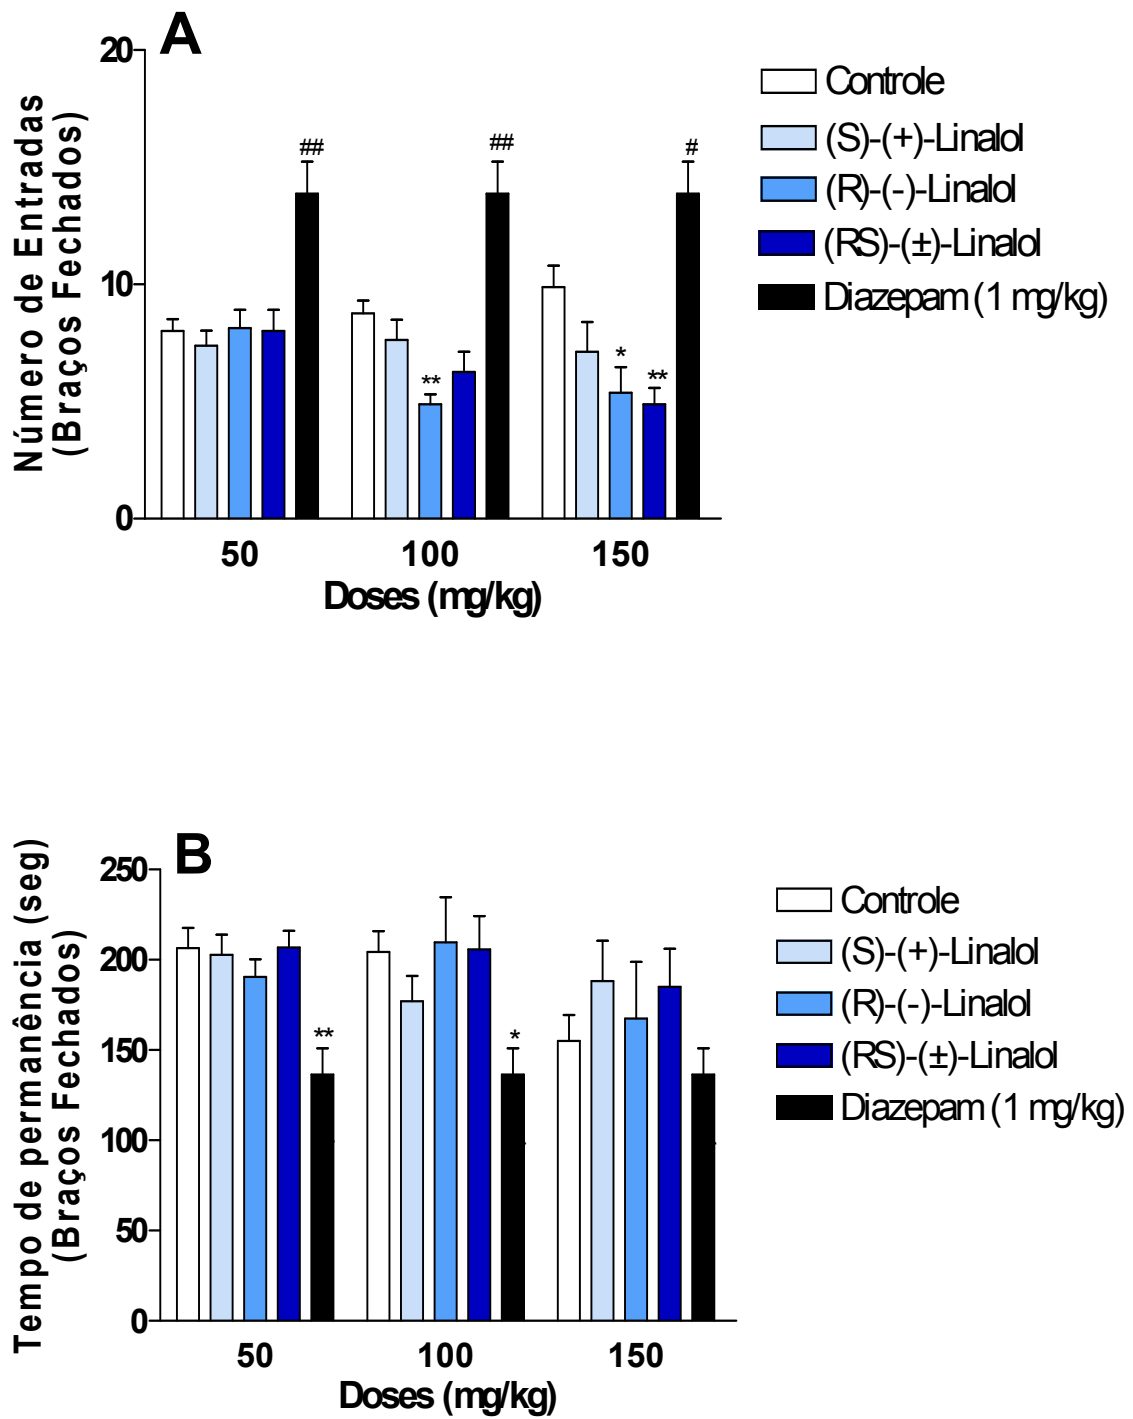 A
20
10
0
Número de Entradas
(Braços Fechados)
## ## #
** * **
50 100 150
Doses (mg/kg)
Controle
(S)-(+)-Linalol
(R)-(-)-Linalol
(RS)-(±)-Linalol
Diazepam (1 mg/kg)
B
250
200
150
100
50
0
Tempo de permanência (seg)
(Braços Fechados)
** *
50 100 150
Doses (mg/kg)
Controle
(S)-(+)-Linalol
(R)-(-)-Linalol
(RS)-(±)-Linalol
Diazepam (1 mg/kg)